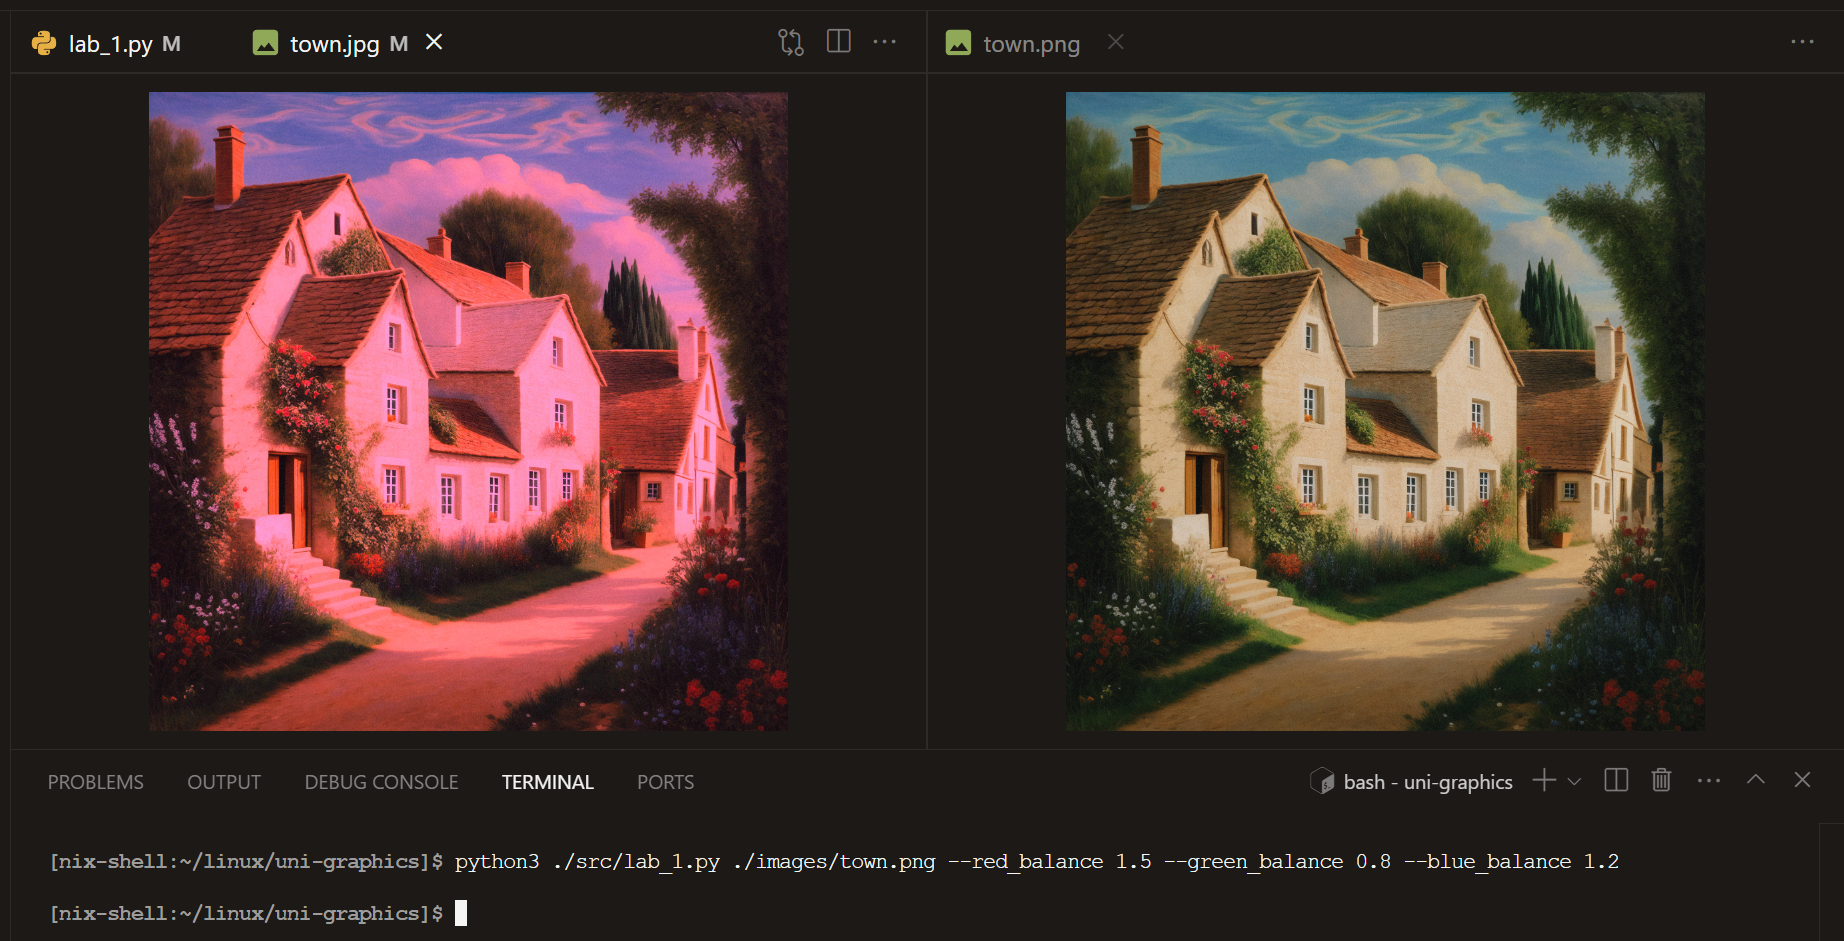 lab_1.py M town.jpg M
town.png
PROBLEMS OUTPUT DEBUG CONSOLE TERMINAL PORTS
bash - uni-graphics
[nix-shell:~/linux/uni-graphics]$ python3 ./src/lab_1.py ./images/town.png --red_balance 1.5 --green_balance 0.8 --blue_balance 1.2
[nix-shell:~/linux/uni-graphics]$